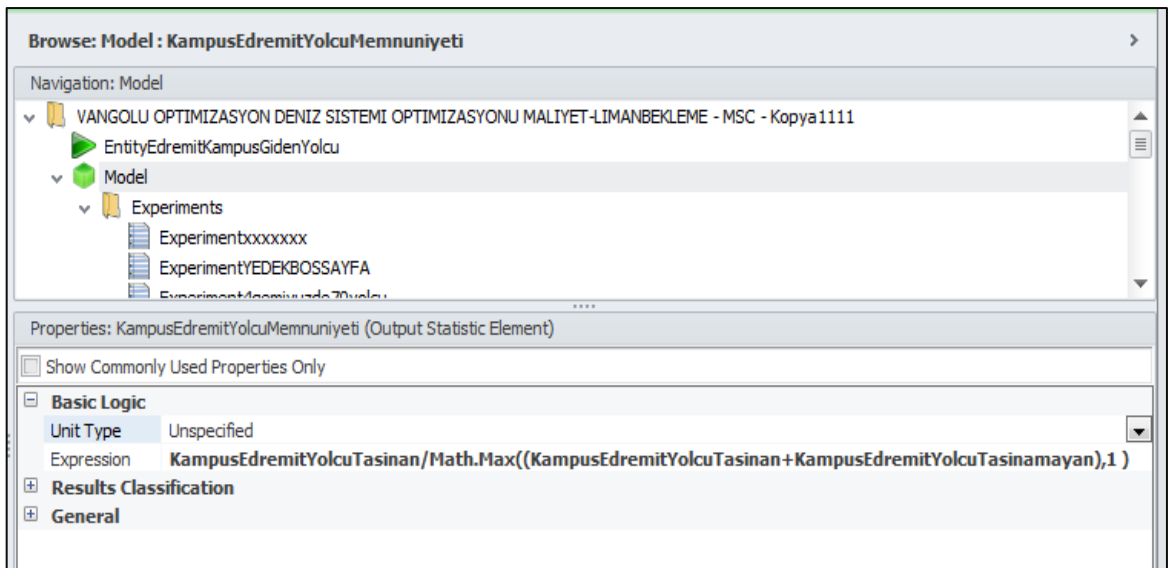 Browse: Model : KampusEdremitYolcuMemnuniyeti
Navigation: Model
VANGOLU OPTIMIZASYON DENIZ SISTEMI OPTIMIZASYONU MALIYET-LIMANBEKLEME - MSC - Kopya1111
EntityEdremitKampusGidenYolcu
Model
Experiments
Experimentxxxxxxx
ExperimentYEDEKBOSSAYFA
Experiment4gemiyuzde70yolcu
Properties: KampusEdremitYolcuMemnuniyeti (Output Statistic Element)
Show Commonly Used Properties Only
Basic Logic
Unit Type Unspecified
Expression KampusEdremitYolcuTasinan/Math.Max((KampusEdremitYolcuTasinan+KampusEdremitYolcuTasinamayan),1 )
Results Classification
General